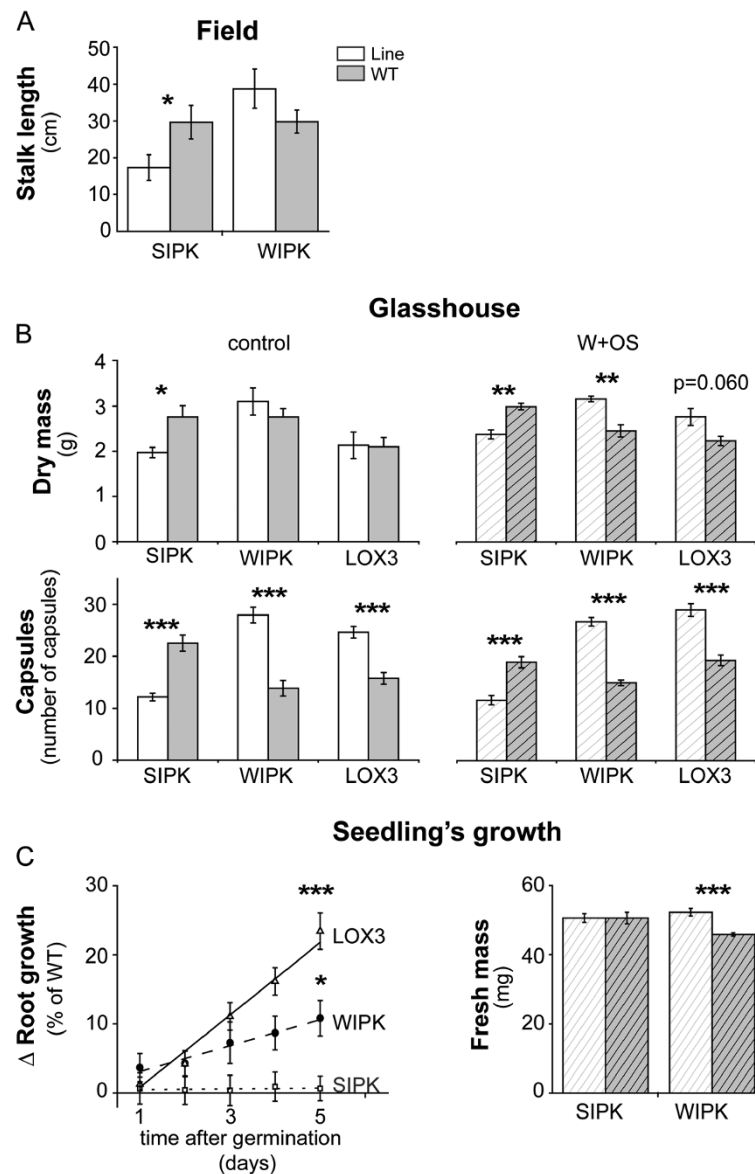 A
Field
Line
WT
Stalk length
(cm)
50
40
30
20
10
0
*
SIPK
WIPK
Glasshouse
B
control
W+OS
Dry mass
(g)
4
3
2
1
0
*
**
**
p=0.060
SIPK
WIPK
LOX3
SIPK
WIPK
LOX3
Capsules
(number of capsules)
30
20
10
0
***
***
***
***
***
***
SIPK
WIPK
LOX3
SIPK
WIPK
LOX3
Seedling's growth
C
Δ Root growth
(% of WT)
30
20
10
0
***
LOX3
*
WIPK
SIPK
1
3
5
time after germination
(days)
Fresh mass
(mg)
60
40
20
0
***
SIPK
WIPK